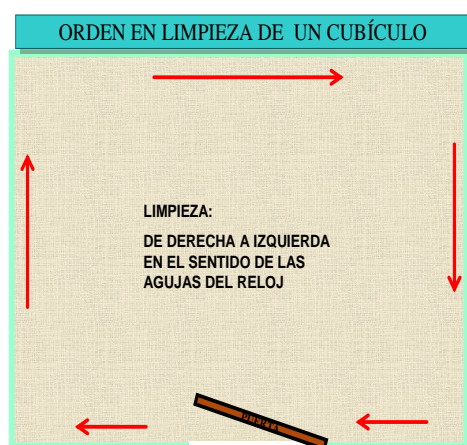 ORDEN EN LIMPIEZA DE UN CUBÍCULO
LIMPIEZA:
DE DERECHA A IZQUIERDA
EN EL SENTIDO DE LAS
AGUJAS DEL RELOJ
PUERTA